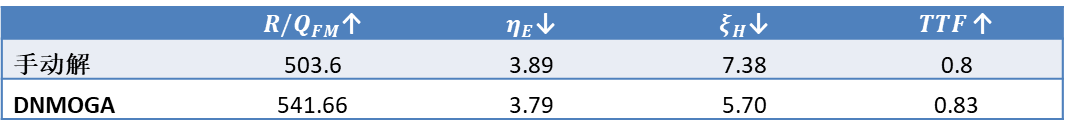 R/Q_FM↑ η_E↓ ξ_H↓ TTF↑
手动解 503.6 3.89 7.38 0.8
DNMOGA 541.66 3.79 5.70 0.83